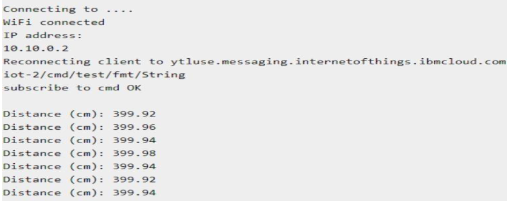 Connecting to ....
WiFi connected
IP address:
10.10.0.2
Reconnecting client to ytluse.messaging.internetofthings.ibmcloud.com
iot-2/cmd/test/fmt/String
subscribe to cmd OK
Distance (cm): 399.92
Distance (cm): 399.96
Distance (cm): 399.94
Distance (cm): 399.98
Distance (cm): 399.94
Distance (cm): 399.92
Distance (cm): 399.94